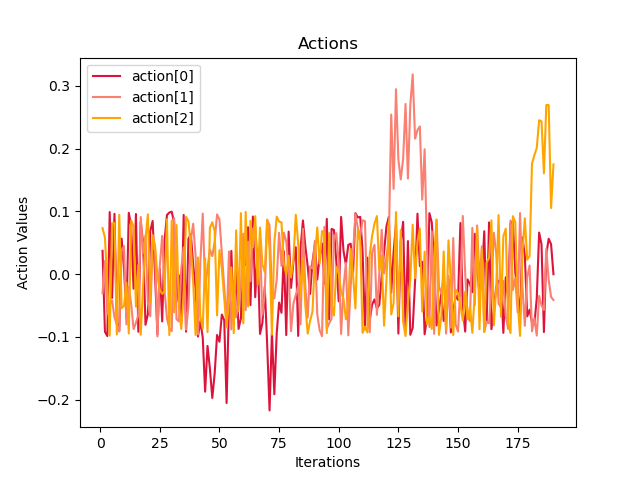 Actions
action[0]
action[1]
action[2]
0.3
0.2
0.1
0.0
−0.1
−0.2
Action Values
0 25 50 75 100 125 150 175
Iterations